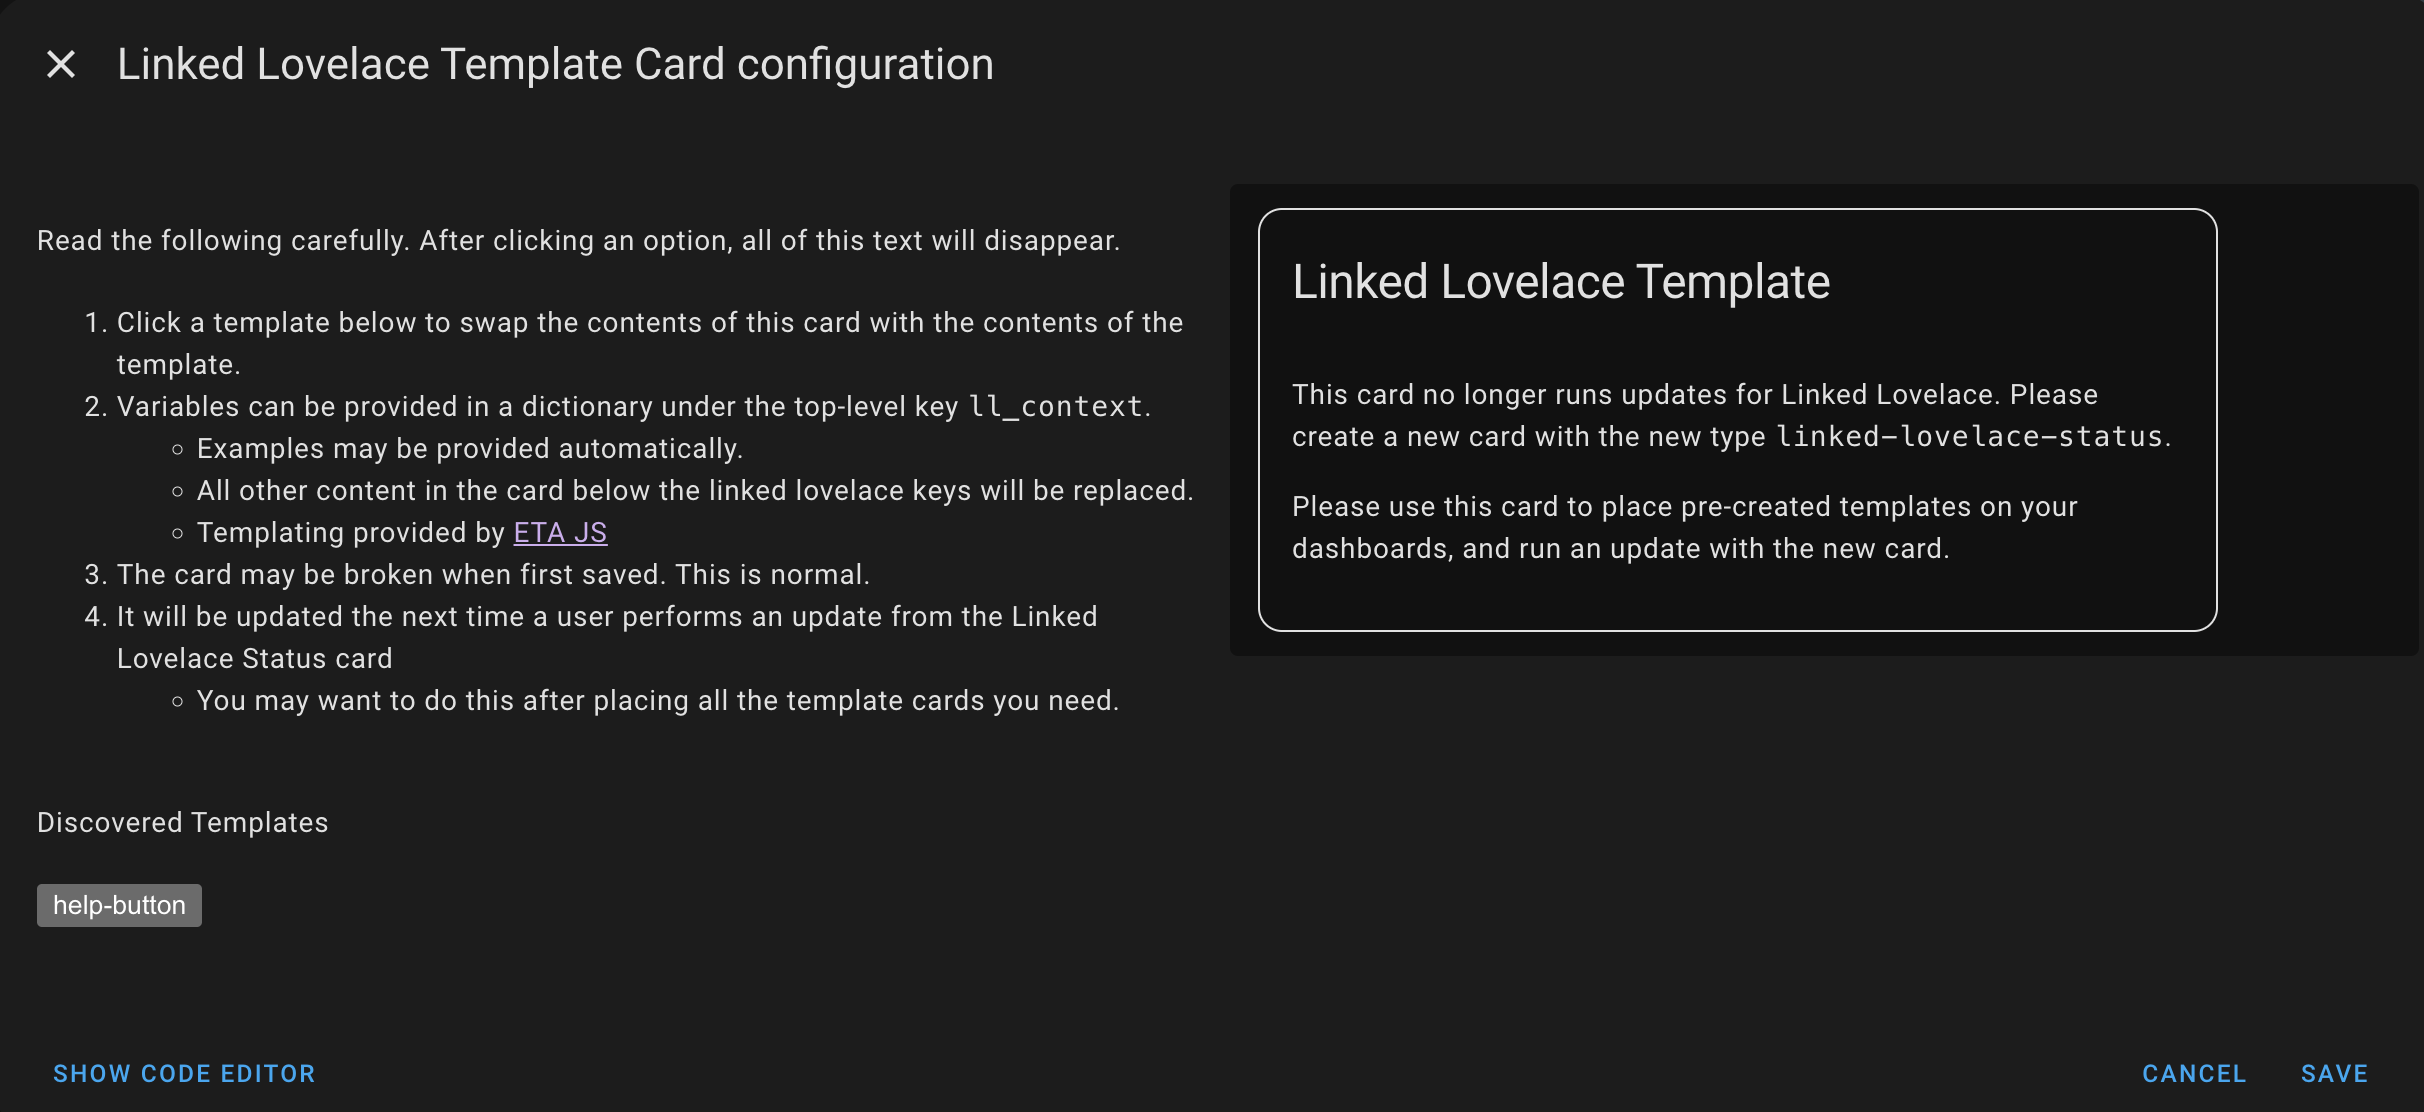 Linked Lovelace Template Card configuration
Read the following carefully. After clicking an option, all of this text will disappear.
1. Click a template below to swap the contents of this card with the contents of the
template.
2. Variables can be provided in a dictionary under the top-level key ll_context.
Examples may be provided automatically.
All other content in the card below the linked lovelace keys will be replaced.
Templating provided by ETA JS
3. The card may be broken when first saved. This is normal.
4. It will be updated the next time a user performs an update from the Linked
Lovelace Status card
You may want to do this after placing all the template cards you need.
Discovered Templates
help-button
Linked Lovelace Template
This card no longer runs updates for Linked Lovelace. Please
create a new card with the new type linked-lovelace-status.
Please use this card to place pre-created templates on your
dashboards, and run an update with the new card.
SHOW CODE EDITOR
CANCEL
SAVE